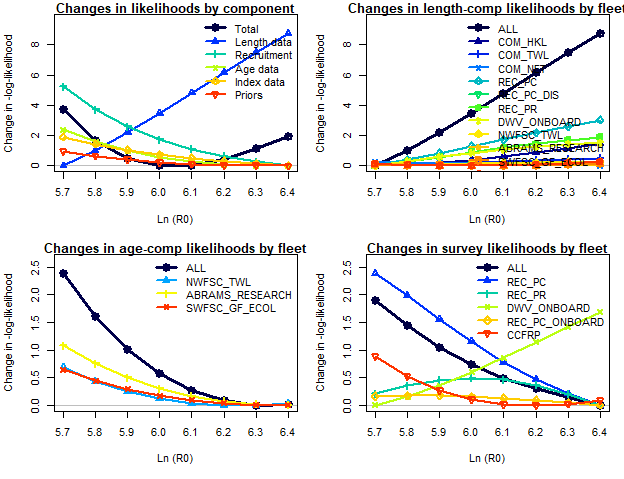 Changes in likelihoods by component
Change in -log-likelihood
8
6
4
2
0
Total
Length data
Recruitment
Age data
Index data
Priors
5.7 5.8 5.9 6.0 6.1 6.2 6.3 6.4
Ln (R0)
Changes in length-comp likelihoods by fleet
Change in -log-likelihood
8
6
4
2
0
ALL
COM_HKL
COM_TWL
COM_NET
REC_PC
REC_PC_DIS
REC_PR
DWV_ONBOARD
NWFSC_TWL
ABRAMS_RESEARCH
SWFSC_GF_ECOL
5.7 5.8 5.9 6.0 6.1 6.2 6.3 6.4
Ln (R0)
Changes in age-comp likelihoods by fleet
Change in -log-likelihood
2.5
2.0
1.5
1.0
0.5
0.0
ALL
NWFSC_TWL
ABRAMS_RESEARCH
SWFSC_GF_ECOL
5.7 5.8 5.9 6.0 6.1 6.2 6.3 6.4
Ln (R0)
Changes in survey likelihoods by fleet
Change in -log-likelihood
2.5
2.0
1.5
1.0
0.5
0.0
ALL
REC_PC
REC_PR
DWV_ONBOARD
REC_PC_ONBOARD
CCFRP
5.7 5.8 5.9 6.0 6.1 6.2 6.3 6.4
Ln (R0)